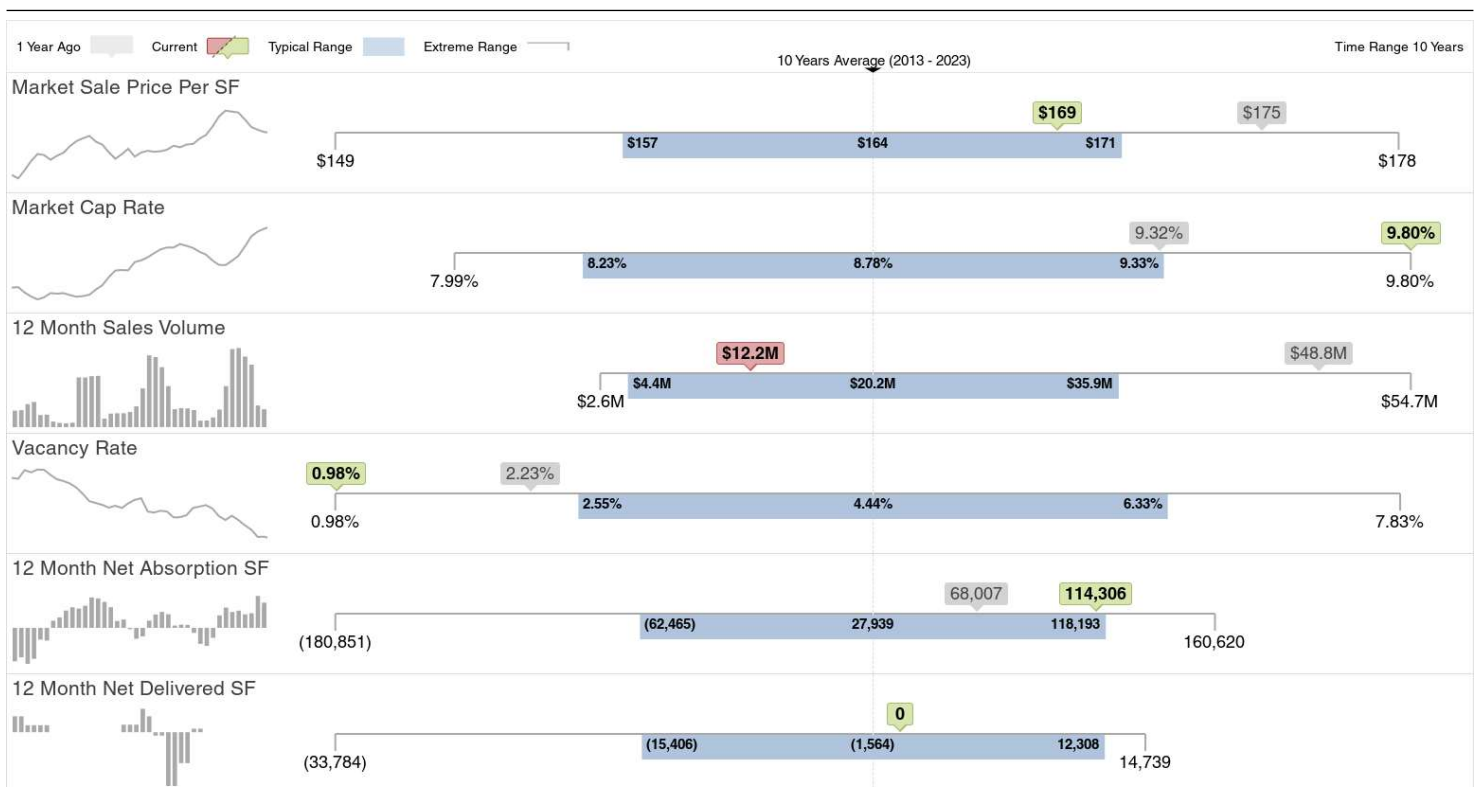 1 Year Ago Current Typical Range Extreme Range Time Range 10 Years
10 Years Average (2013 - 2023)
Market Sale Price Per SF
$169 $175
$157 $164 $171
$149 $178
Market Cap Rate
9.32% 9.80%
8.23% 8.78% 9.33%
7.99% 9.80%
12 Month Sales Volume
$12.2M $48.8M
$4.4M $20.2M $35.9M
$2.6M $54.7M
Vacancy Rate
0.98% 2.23%
2.55% 4.44% 6.33%
0.98% 7.83%
12 Month Net Absorption SF
68,007 114,306
(62,465) 27,939 118,193
(180,851) 160,620
12 Month Net Delivered SF
0
(15,406) (1,564) 12,308
(33,784) 14,739